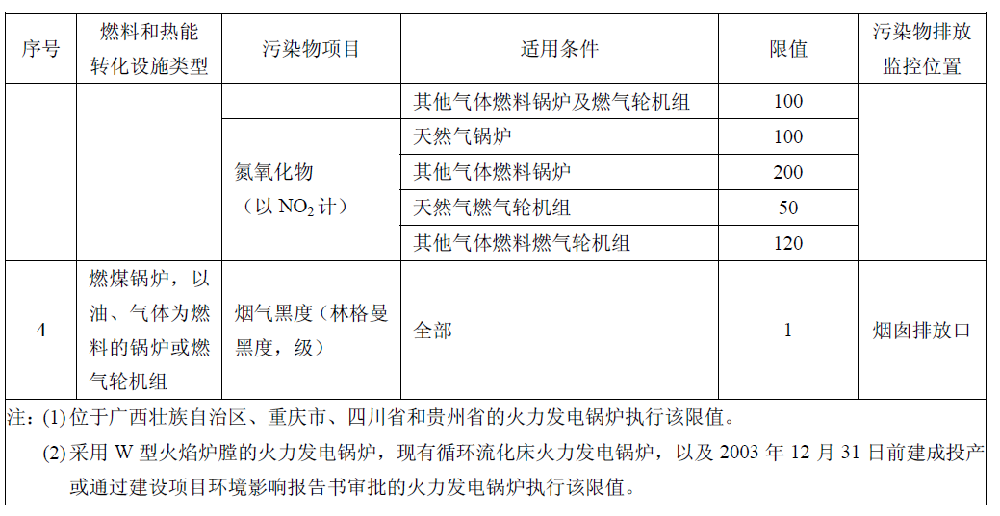 序号
燃料和热能
转化设施类型
污染物项目
适用条件
限值
污染物排放
监控位置
其他气体燃料锅炉及燃气轮机组
100
氮氧化物
（以 NO2 计）
天然气锅炉
100
其他气体燃料锅炉
200
天然气燃气轮机组
50
其他气体燃料燃气轮机组
120
4
燃煤锅炉，以
油、气体为燃
料的锅炉或燃
气轮机组
烟气黑度（林格曼
黑度，级）
全部
1
烟囱排放口
注：(1) 位于广西壮族自治区、重庆市、四川省和贵州省的火力发电锅炉执行该限值。
(2) 采用 W 型火焰炉膛的火力发电锅炉，现有循环流化床火力发电锅炉，以及 2003 年 12 月 31 日前建成投产
或通过建设项目环境影响报告书审批的火力发电锅炉执行该限值。